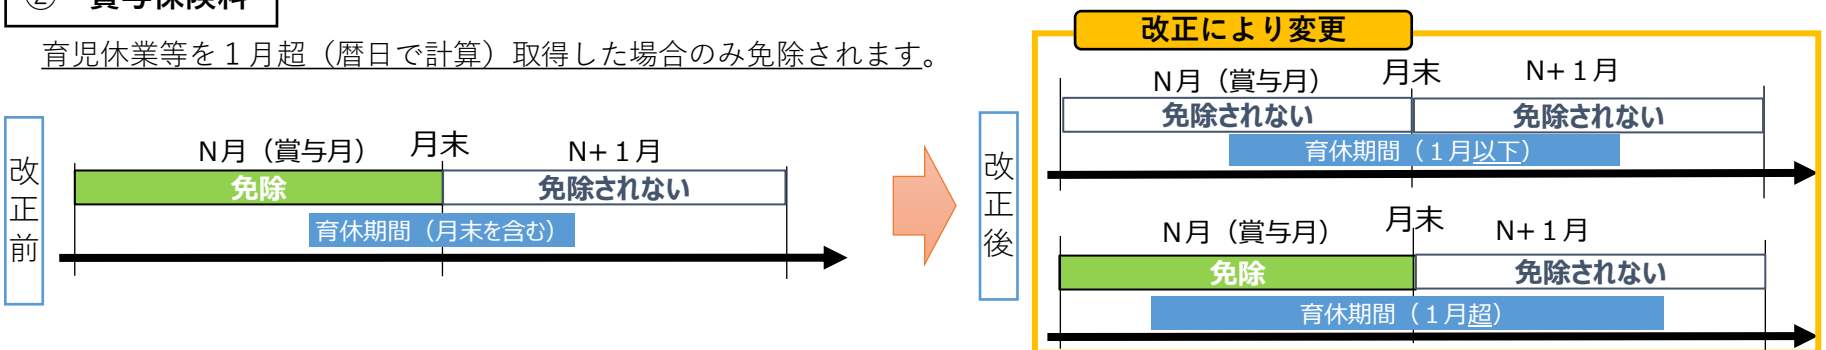 ② 賞与保険料
育児休業等を１月超（暦日で計算）取得した場合のみ免除されます。
改正前
N月（賞与月） 月末 N+１月
免除 免除されない
育休期間（月末を含む）
改正後
改正により変更
N月（賞与月） 月末 N+１月
免除されない 免除されない
育休期間（１月以下）
N月（賞与月） 月末 N+１月
免除 免除されない
育休期間（１月超）